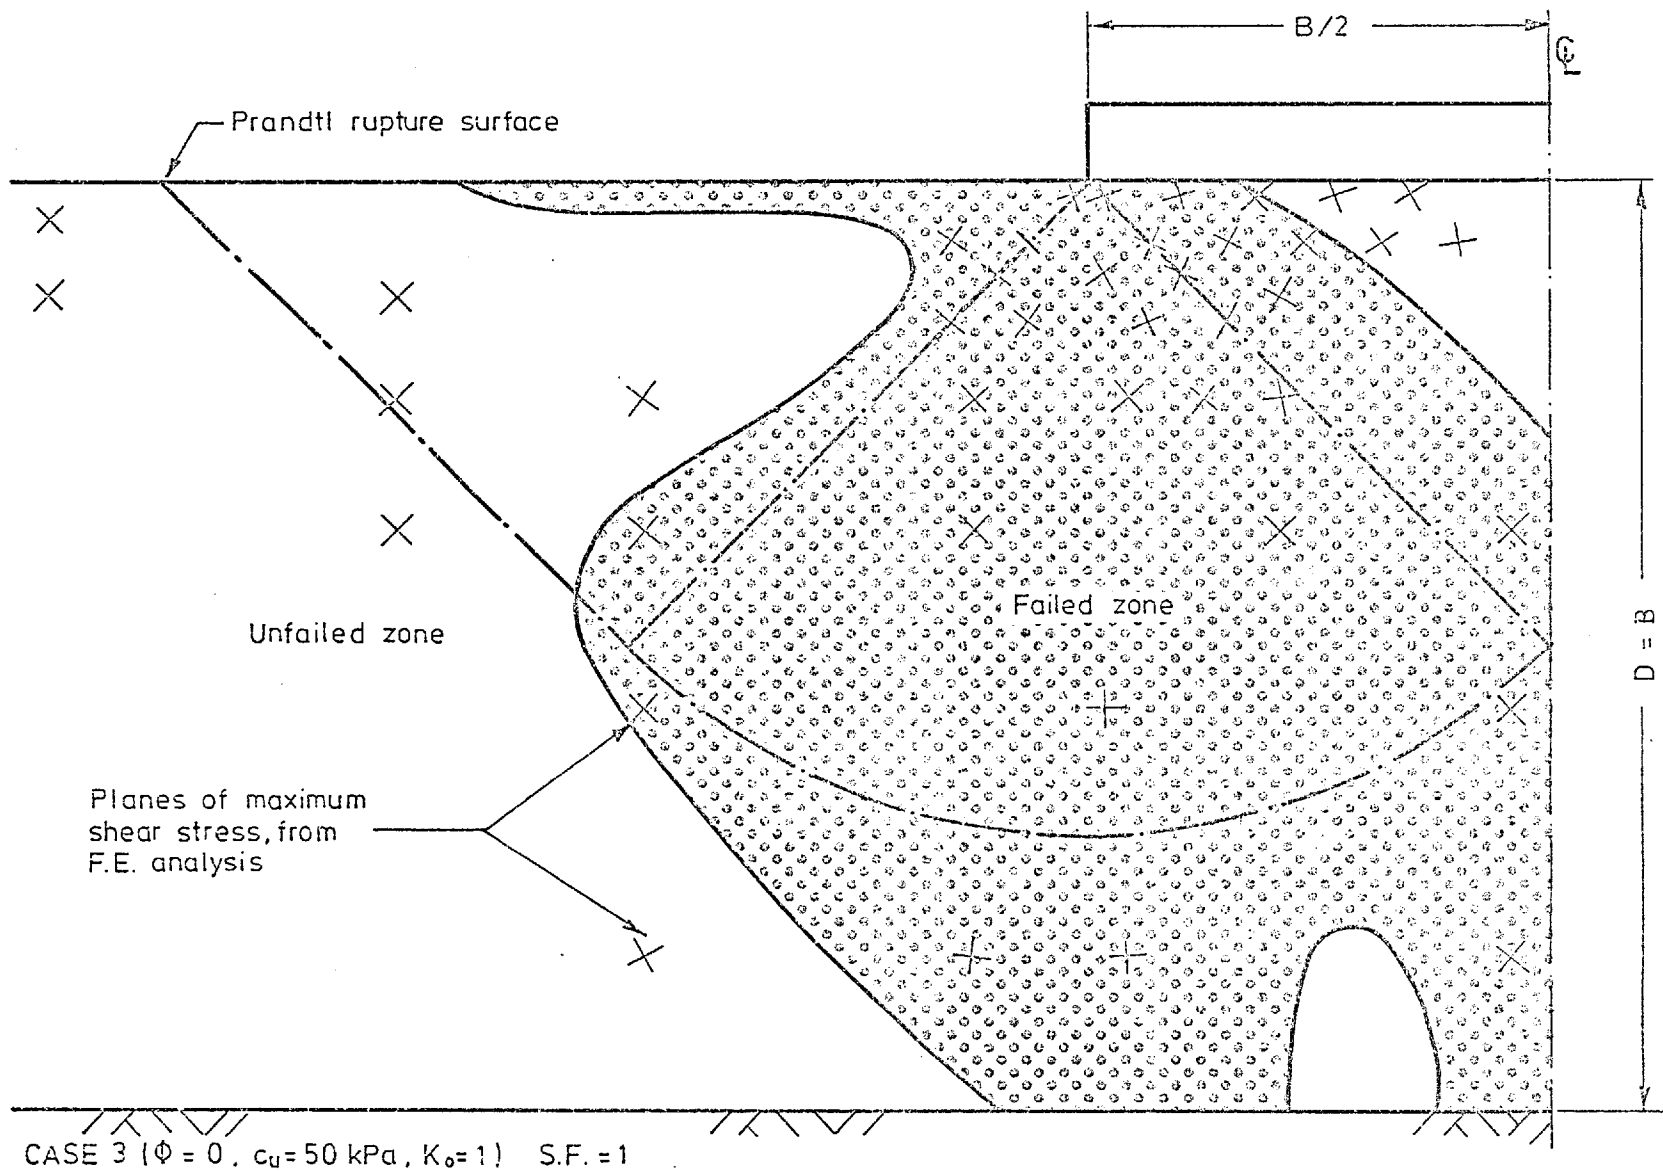 B/2
℄
Prandtl rupture surface
Failed zone
Unfailed zone
D = B
Planes of maximum
shear stress, from
F.E. analysis
CASE 3 (Φ = 0, cu = 50 kPa, Ko = 1) S.F. = 1